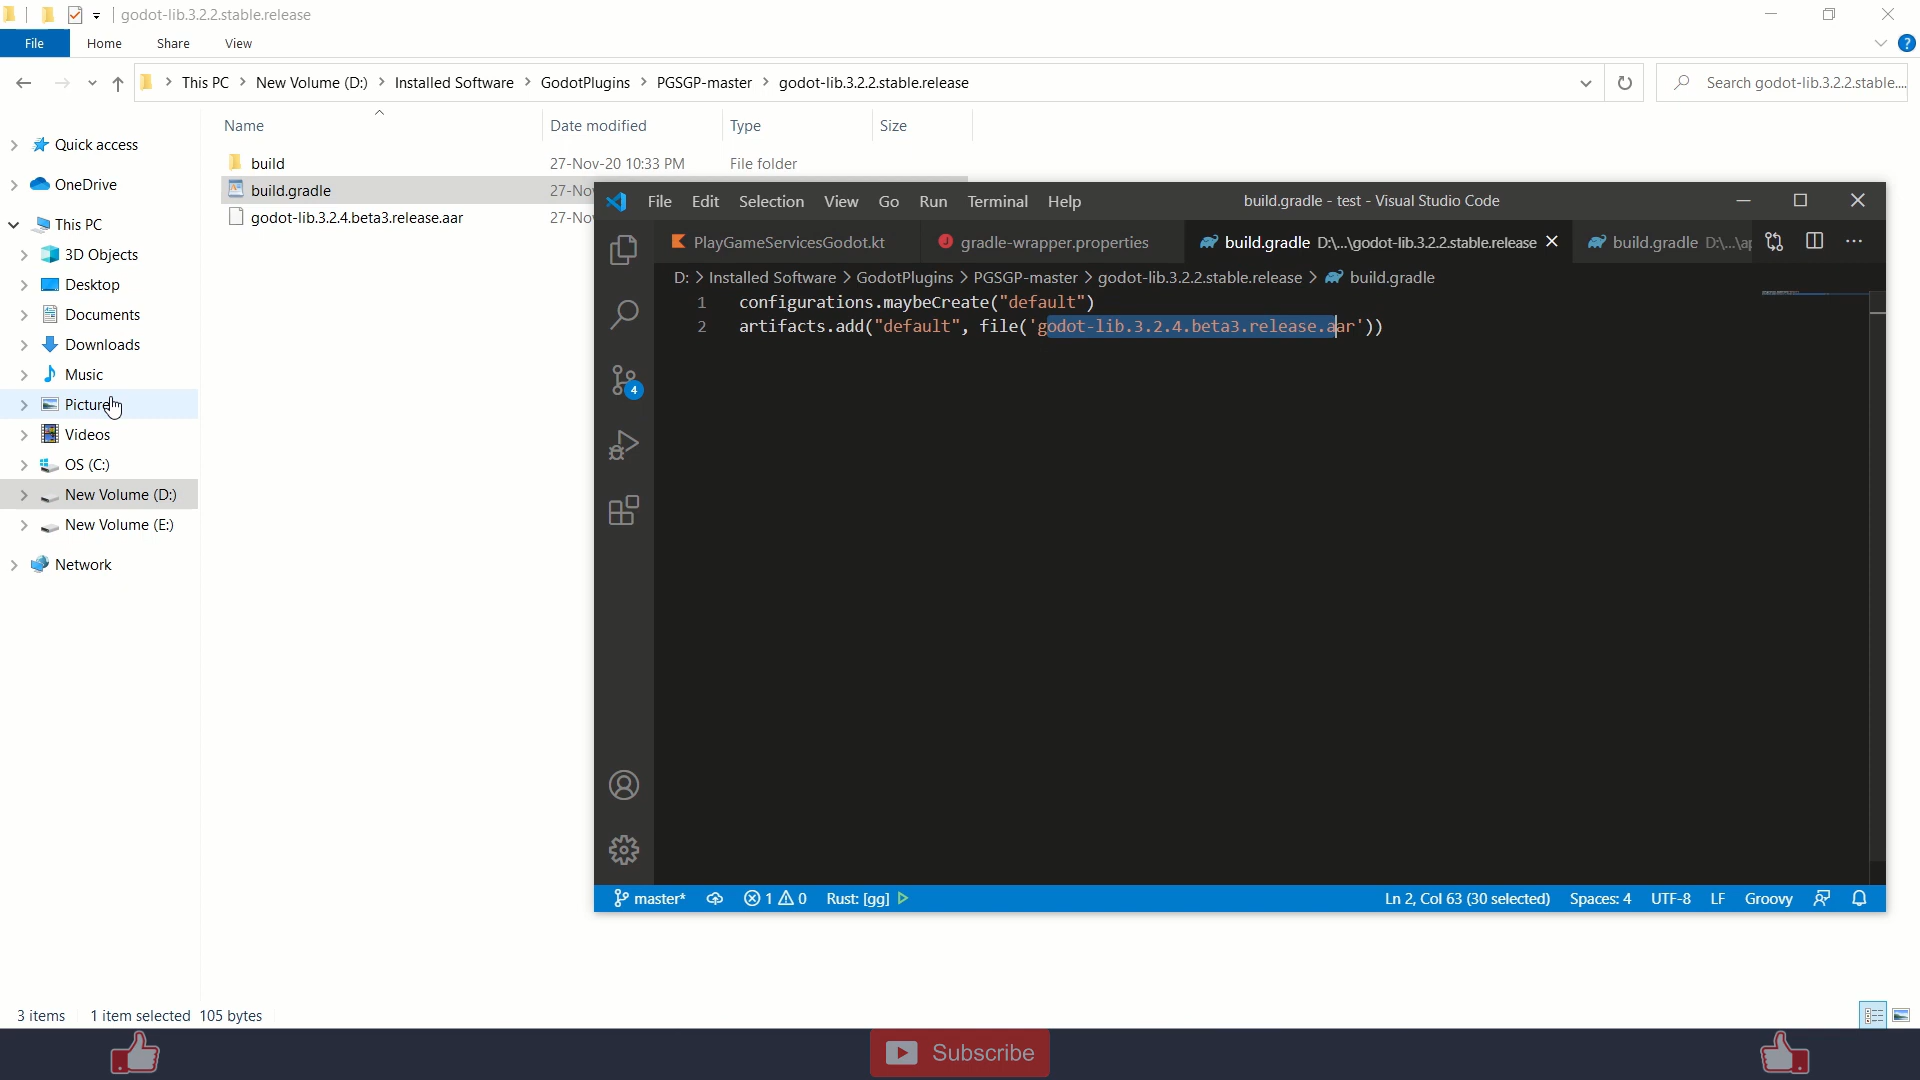 godot-lib.3.2.2.stable.release
File Home Share View
This PC New Volume (D:) Installed Software GodotPlugins PGSGP-master godot-lib.3.2.2.stable.release
Search godot-lib.3.2.2.stable....
Name Date modified Type Size
Quick access
OneDrive
This PC
3D Objects
Desktop
Documents
Downloads
Music
Videos
OS (C:)
New Volume (D:)
New Volume (E:)
Network
build 27-Nov-20 10:33 PM File folder
build.gradle 27-No
godot-lib.3.2.4.beta3.release.aar 27-No
File Edit Selection View Go Run Terminal Help
build.gradle - test - Visual Studio Code
PlayGameServicesGodot.kt gradle-wrapper.properties build.gradle D:\...\godot-lib.3.2.2.stable.release build.gradle D:\...\ap
D: > Installed Software > GodotPlugins > PGSGP-master > godot-lib.3.2.2.stable.release > build.gradle
1 configurations.maybeCreate("default")
2 artifacts.add("default", file('godot-lib.3.2.4.beta3.release.aar'))
4
master* 1 0 Rust: [gg]
Ln 2, Col 63 (30 selected) Spaces: 4 UTF-8 LF Groovy
3 items 1 item selected 105 bytes
Subscribe